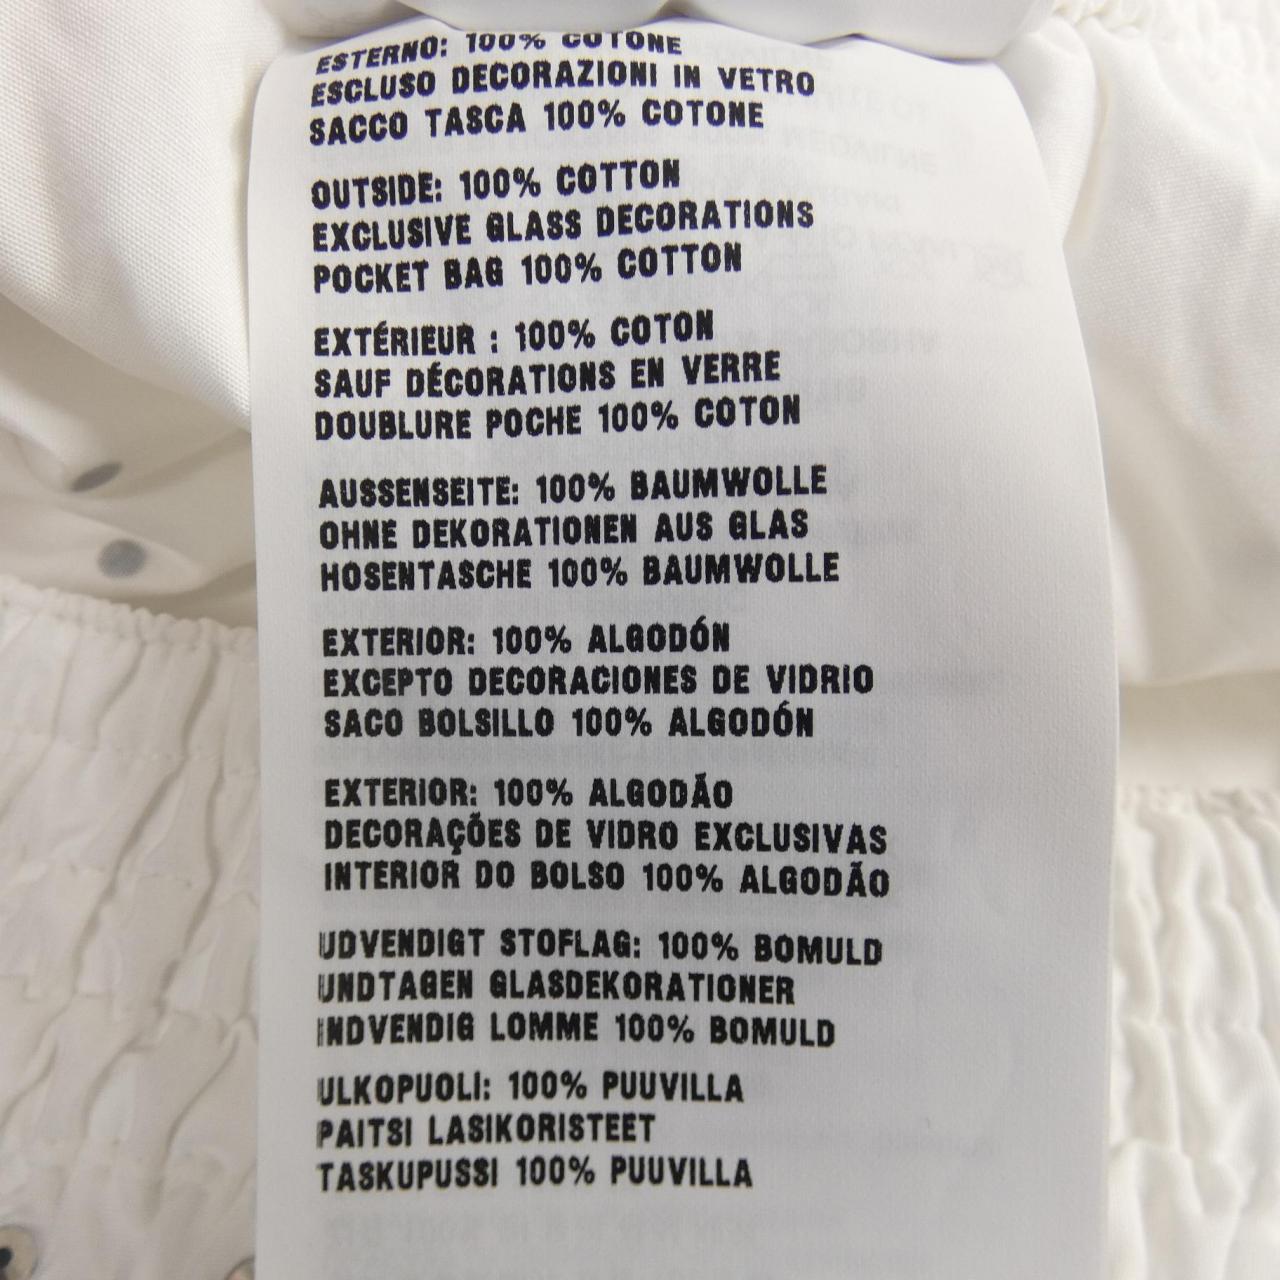 ESTERNO: 100% COTONE
ESCLUSO DECORAZIONI IN VETRO
SACCO TASCA 100% COTONE
OUTSIDE: 100% COTTON
EXCLUSIVE GLASS DECORATIONS
POCKET BAG 100% COTTON
EXTÉRIEUR : 100% COTON
SAUF DÉCORATIONS EN VERRE
DOUBLURE POCHE 100% COTON
AUSSENSEITE: 100% BAUMWOLLE
OHNE DEKORATIONEN AUS GLAS
HOSENTASCHE 100% BAUMWOLLE
EXTERIOR: 100% ALGODÓN
EXCEPTO DECORACIONES DE VIDRIO
SACO BOLSILLO 100% ALGODÓN
EXTERIOR: 100% ALGODÃO
DECORAÇÕES DE VIDRO EXCLUSIVAS
INTERIOR DO BOLSO 100% ALGODÃO
UDVENDIGT STOFLAG: 100% BOMULD
UNDTAGEN GLASDEKORATIONER
INDVENDIG LOMME 100% BOMULD
ULKOPUOLI: 100% PUUVILLA
PAITSI LASIKORISTEET
TASKUPUSSI 100% PUUVILLA